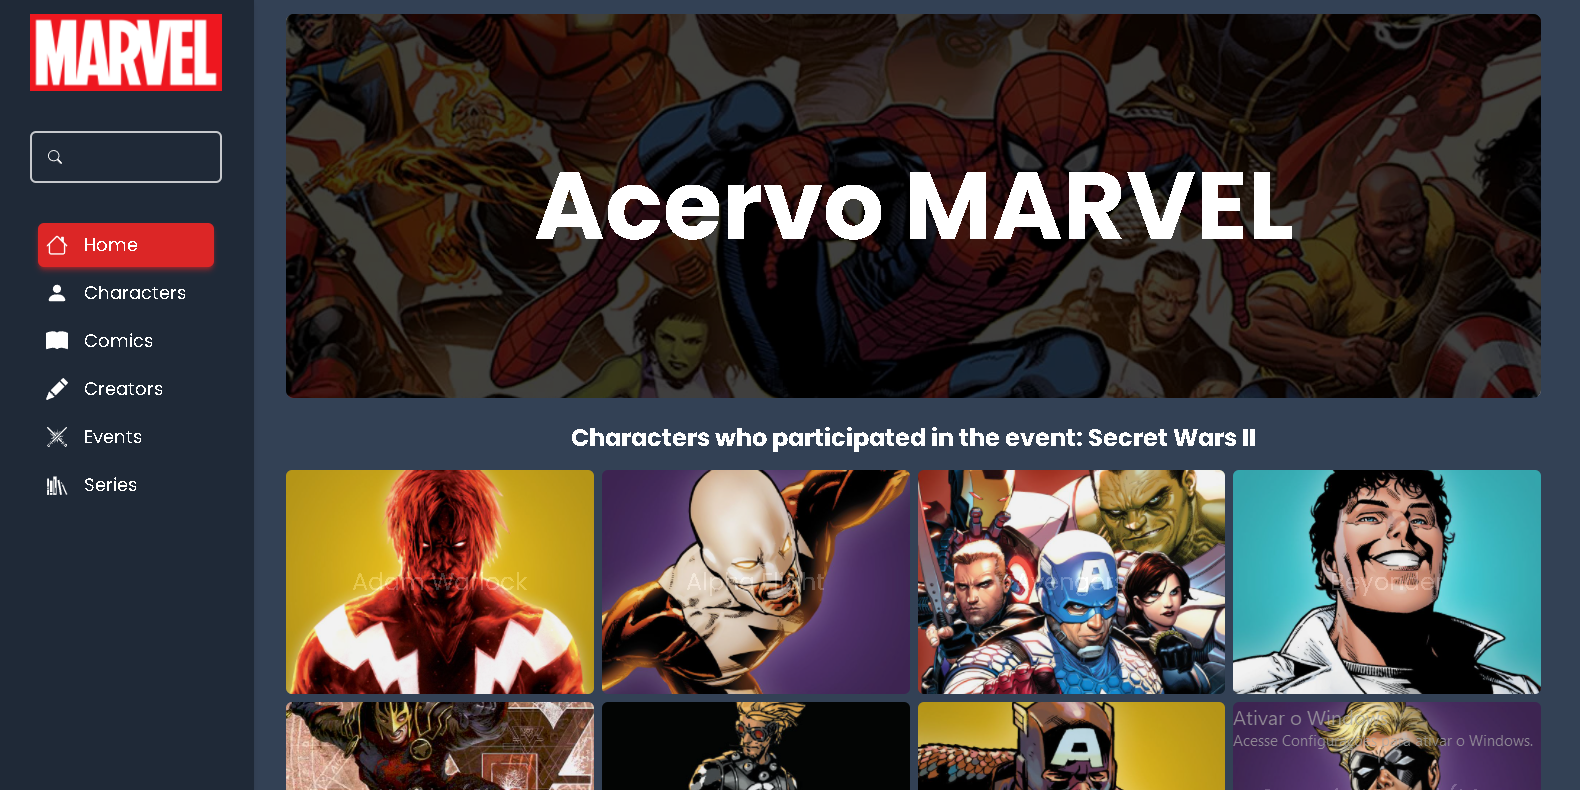 MARVEL
Home
Characters
Comics
Creators
Events
Series
Acervo MARVEL
Characters who participated in the event: Secret Wars II
Adam Warlock
Alpha Flight
Avengers
Beyonder
A
A
Ativar o Windows
Acesse Configurações para ativar o Windows.